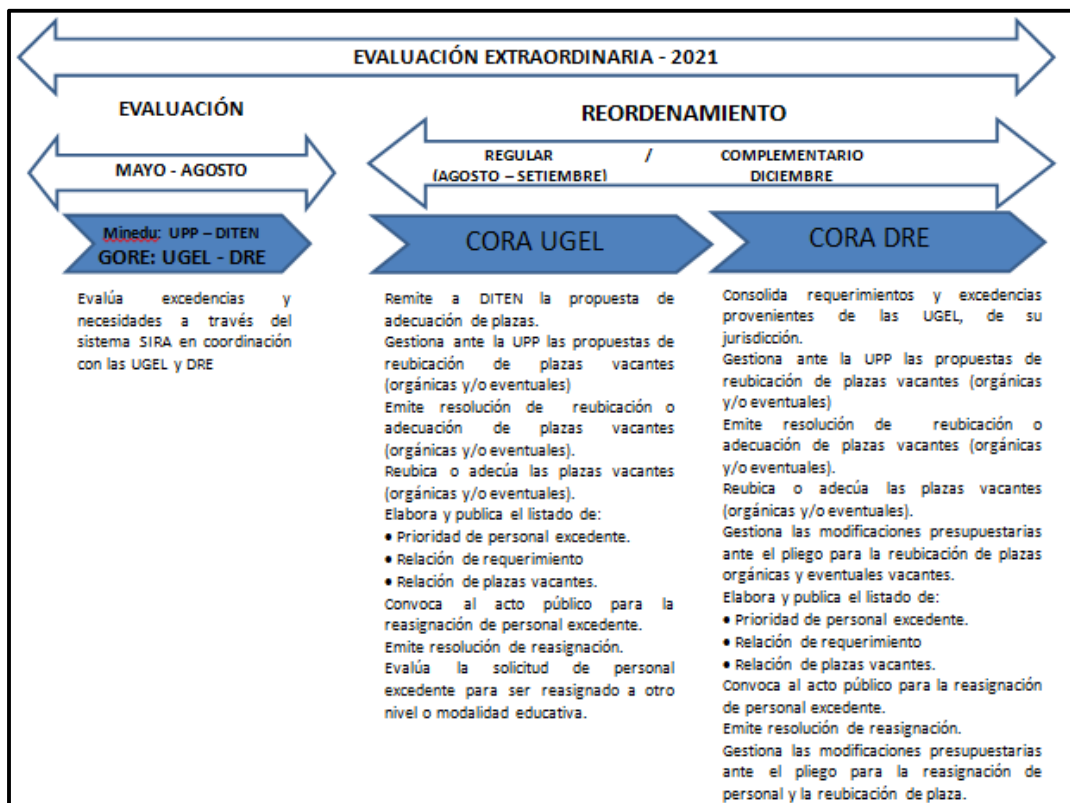 EVALUACIÓN EXTRAORDINARIA - 2021
EVALUACIÓN
REORDENAMIENTO
MAYO - AGOSTO
REGULAR / COMPLEMENTARIO
(AGOSTO – SETIEMBRE) DICIEMBRE
Minedu: UPP – DITEN
GORE: UGEL - DRE
Evalúa excedencias y
necesidades a través del
sistema SIRA en coordinación
con las UGEL y DRE
CORA UGEL
Remite a DITEN la propuesta de
adecuación de plazas.
Gestiona ante la UPP las propuestas de
reubicación de plazas vacantes
(orgánicas y/o eventuales)
Emite resolución de reubicación o
adecuación de plazas vacantes
(orgánicas y/o eventuales).
Reubica o adecúa las plazas vacantes
(orgánicas y/o eventuales).
Elabora y publica el listado de:
• Prioridad de personal excedente.
• Relación de requerimiento
• Relación de plazas vacantes.
Convoca al acto público para la
reasignación de personal excedente.
Emite resolución de reasignación.
Evalúa la solicitud de personal
excedente para ser reasignado a otro
nivel o modalidad educativa.
CORA DRE
Consolida requerimientos y excedencias
provenientes de las UGEL, de su
jurisdicción.
Gestiona ante la UPP las propuestas de
reubicación de plazas vacantes (orgánicas
y/o eventuales)
Emite resolución de reubicación o
adecuación de plazas vacantes (orgánicas
y/o eventuales).
Reubica o adecúa las plazas vacantes
(orgánicas y/o eventuales).
Gestiona las modificaciones presupuestarias
ante el pliego para la reubicación de plazas
orgánicas y eventuales vacantes.
Elabora y publica el listado de:
• Prioridad de personal excedente.
• Relación de requerimiento
• Relación de plazas vacantes.
Convoca al acto público para la reasignación
de personal excedente.
Emite resolución de reasignación.
Gestiona las modificaciones presupuestarias
ante el pliego para la reasignación de
personal y la reubicación de plaza.